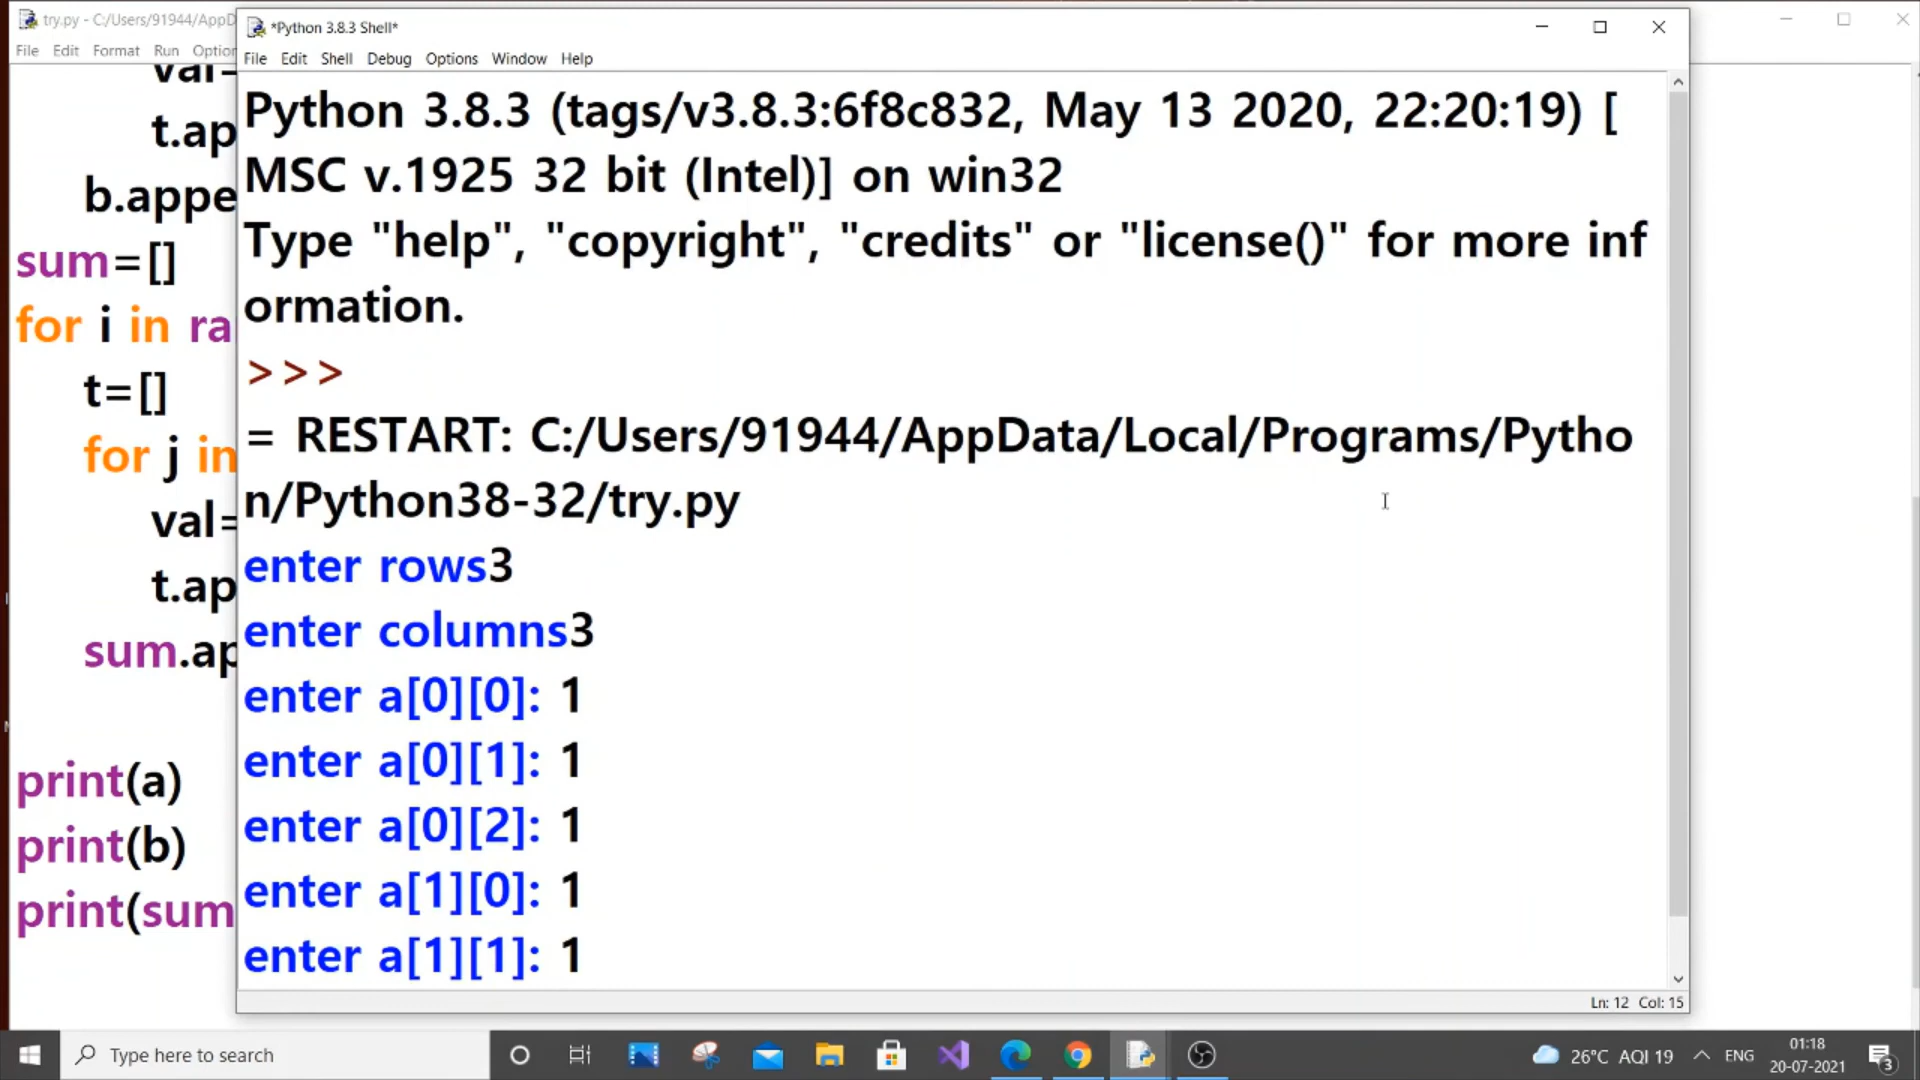 try.py - C:/Users/91944/AppD
File Edit Format Run Option
val=
t.ap
b.appe
sum=[]
for i in ra
t=[]
for j in
val=
t.ap
sum.ap
print(a)
print(b)
print(sum
*Python 3.8.3 Shell*
File Edit Shell Debug Options Window Help
Python 3.8.3 (tags/v3.8.3:6f8c832, May 13 2020, 22:20:19) [
MSC v.1925 32 bit (Intel)] on win32
Type "help", "copyright", "credits" or "license()" for more inf
ormation.
>>>
= RESTART: C:/Users/91944/AppData/Local/Programs/Pytho
n/Python38-32/try.py
enter rows3
enter columns3
enter a[0][0]: 1
enter a[0][1]: 1
enter a[0][2]: 1
enter a[1][0]: 1
enter a[1][1]: 1
Ln: 12 Col: 15
Type here to search
26°C AQI 19
ENG
01:18
20-07-2021
3